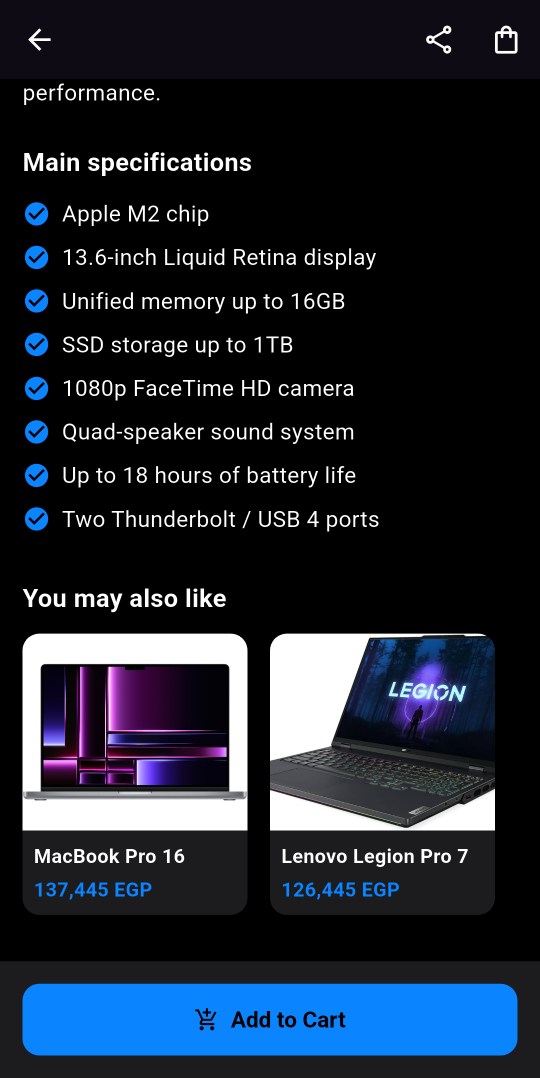 performance.
Main specifications
Apple M2 chip
13.6-inch Liquid Retina display
Unified memory up to 16GB
SSD storage up to 1TB
1080p FaceTime HD camera
Quad-speaker sound system
Up to 18 hours of battery life
Two Thunderbolt / USB 4 ports
You may also like
LEGION
MacBook Pro 16
137,445 EGP
Lenovo Legion Pro 7
126,445 EGP
Add to Cart